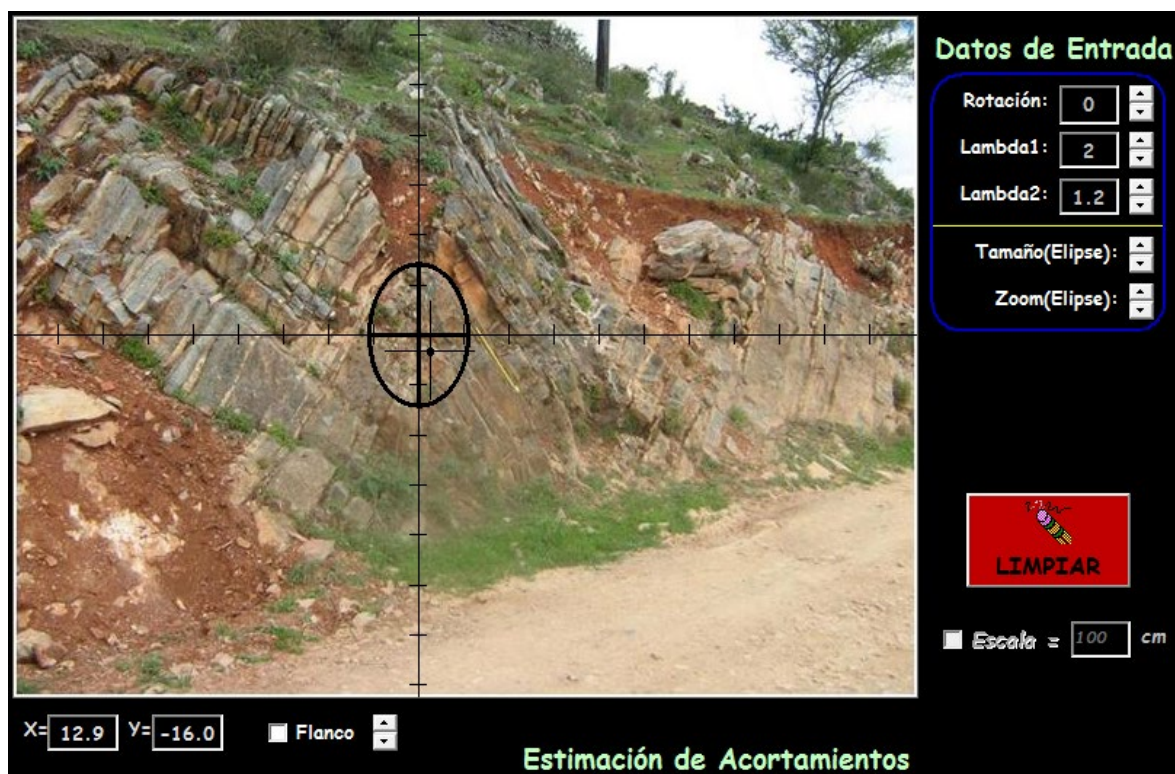 Datos de Entrada
Rotación: 0
Lambda1: 2
Lambda2: 1.2
Tamaño(Elipse):
Zoom(Elipse):
LIMPIAR
Escala = 100 cm
X= 12.9 Y= -16.0 Flanco
Estimación de Acortamientos